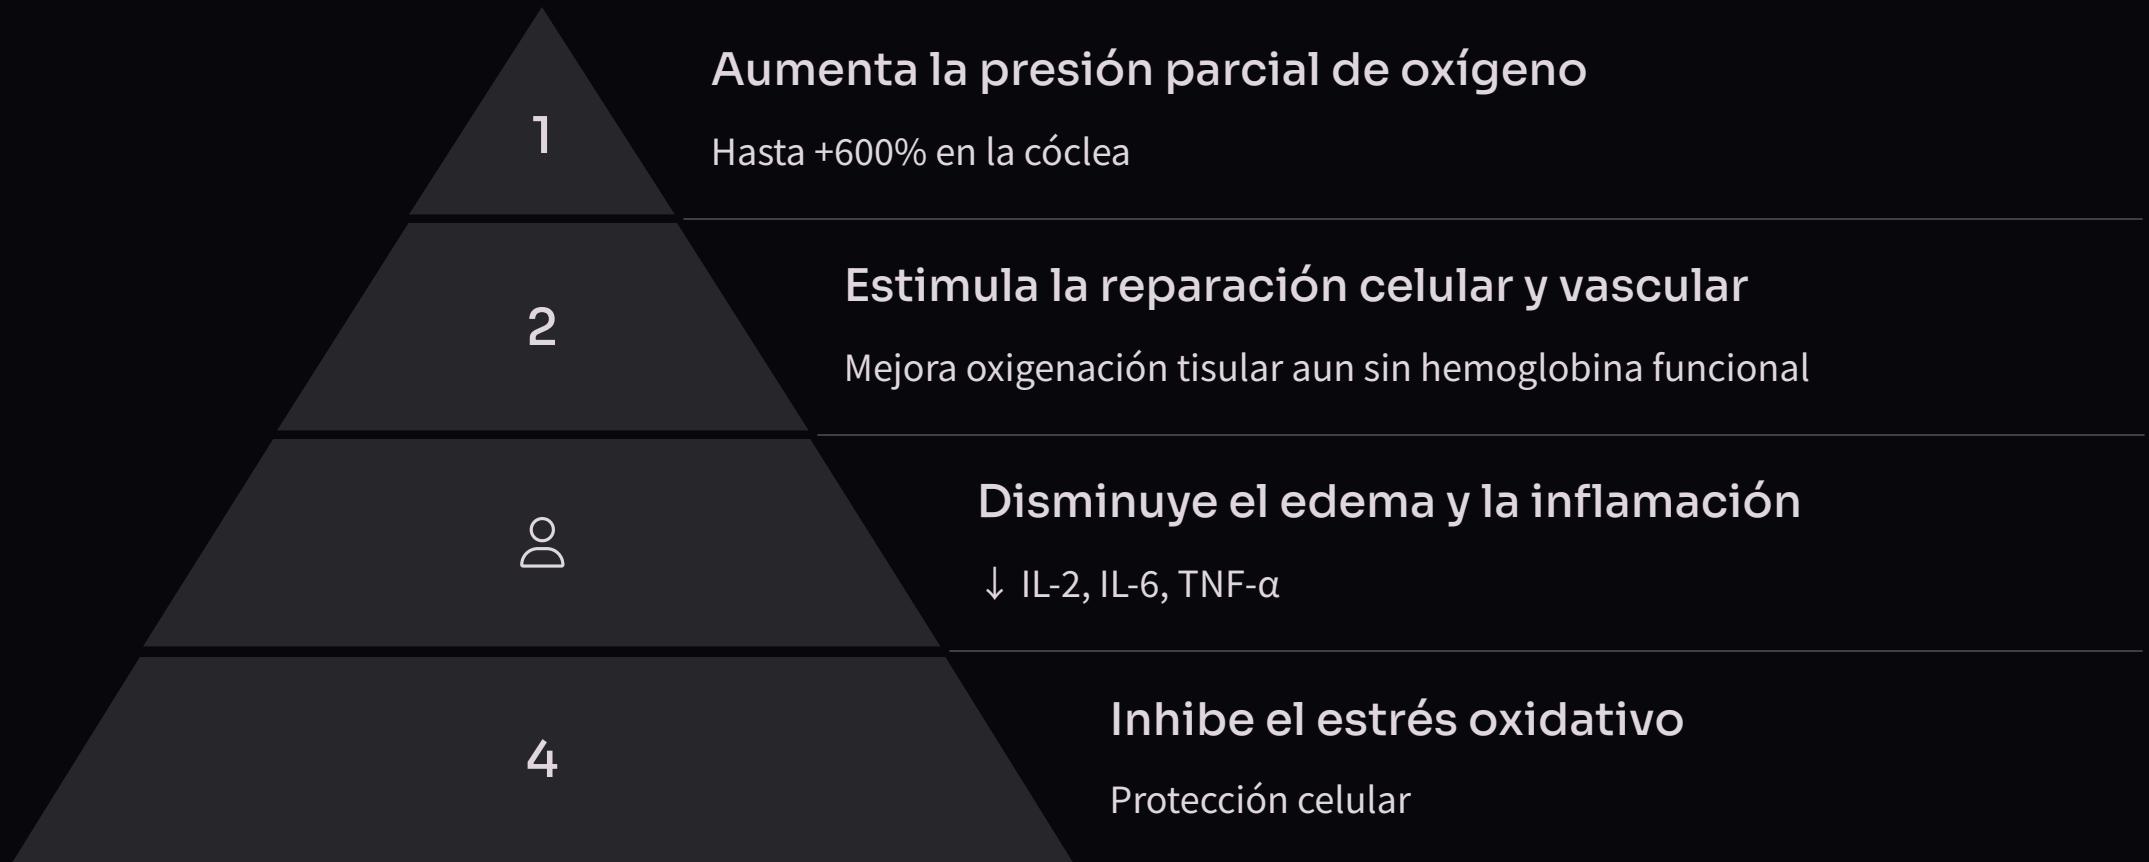 1
Aumenta la presión parcial de oxígeno
Hasta +600% en la cóclea
2
Estimula la reparación celular y vascular
Mejora oxigenación tisular aun sin hemoglobina funcional
Disminuye el edema y la inflamación
↓ IL-2, IL-6, TNF-α
4
Inhibe el estrés oxidativo
Protección celular